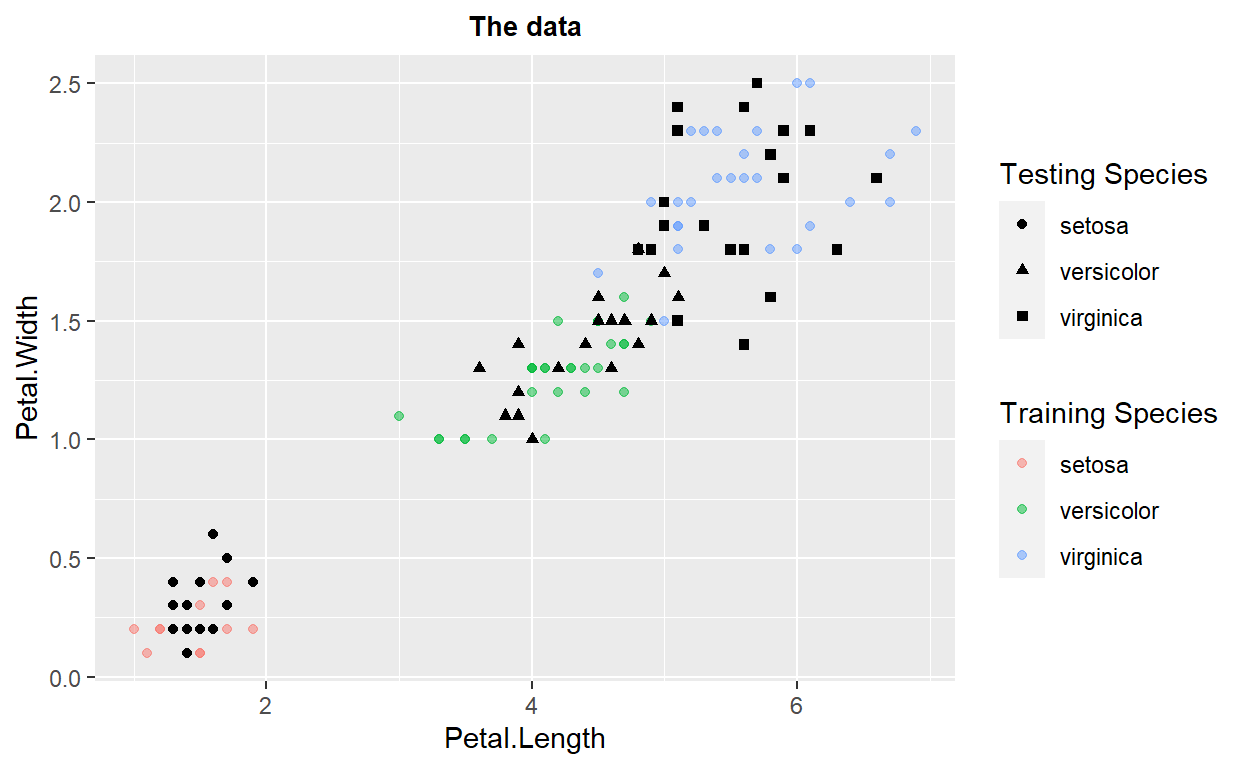 The data
2.5
2.0
1.5
1.0
0.5
0.0
Petal.Width
2
4
6
Petal.Length
Testing Species
setosa
versicolor
virginica
Training Species
setosa
versicolor
virginica